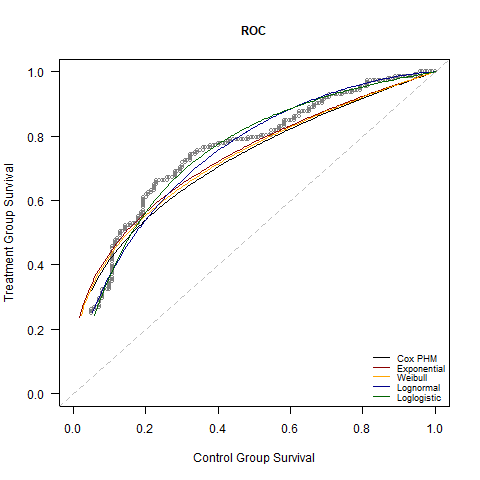 ROC
Treatment Group Survival
1.0
0.8
0.6
0.4
0.2
0.0
Cox PHM
Exponential
Weibull
Lognormal
Loglogistic
0.0 0.2 0.4 0.6 0.8 1.0
Control Group Survival